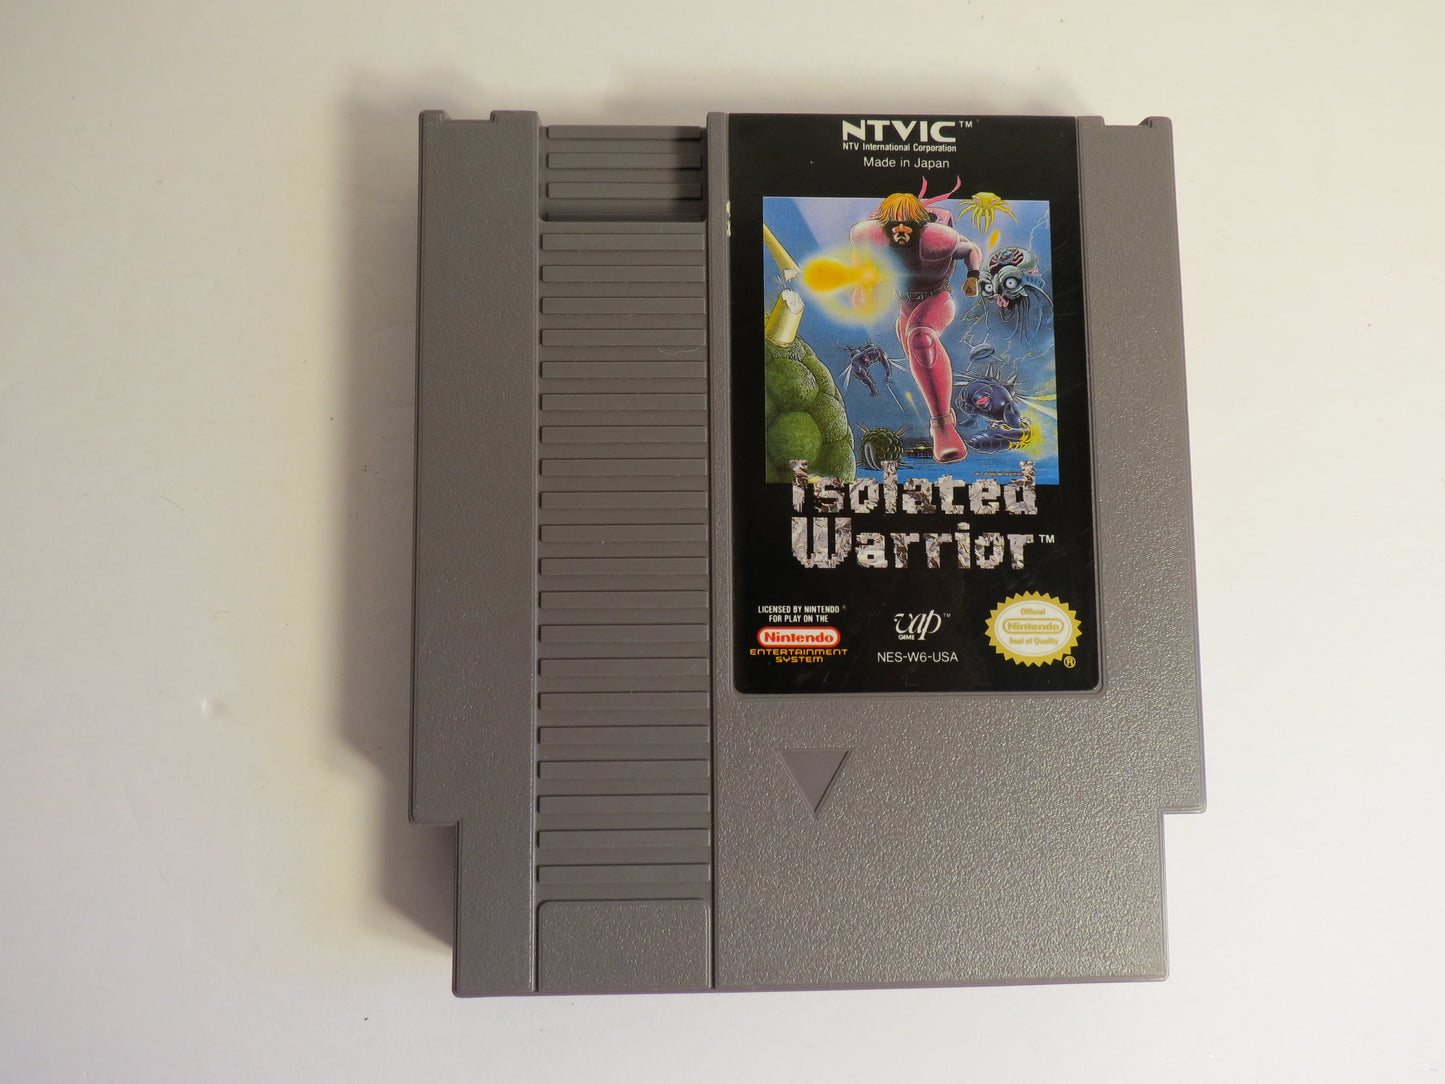 NTVIC™
NTV International Corporation
Made in Japan
Isolated
Warrior™
LICENSED BY NINTENDO®
FOR PLAY ON THE
Nintendo
ENTERTAINMENT
SYSTEM
vap™
GAME
NES-W6-USA
Official
Nintendo
Seal of Quality
®